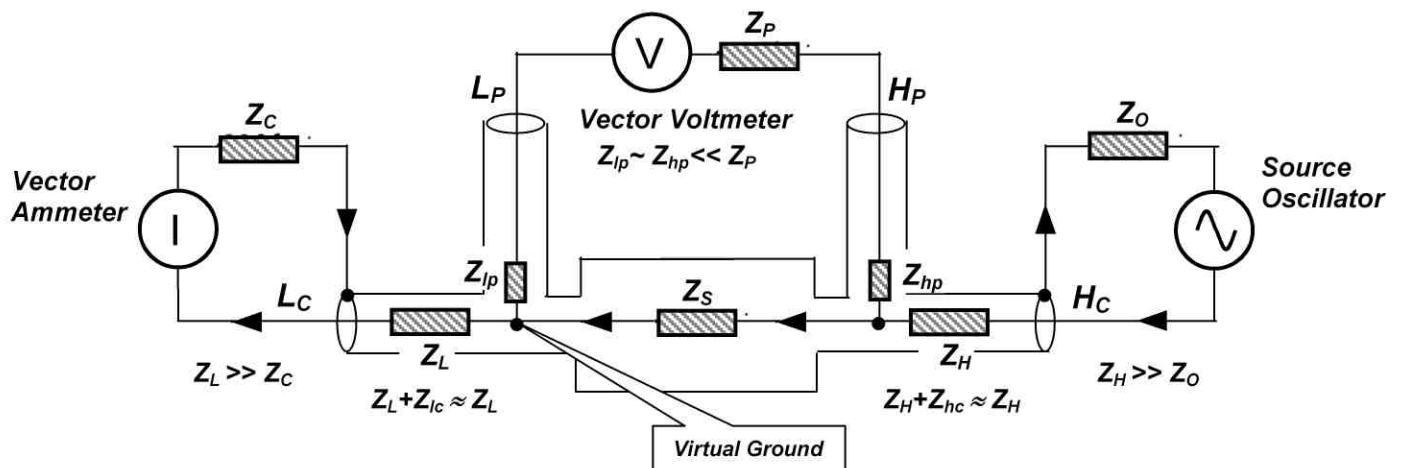 Z_P
V
L_P
H_P
Z_C
Vector Voltmeter
Z_O
Z_lp ~ Z_hp << Z_P
Vector
Ammeter
Source
Oscillator
I
Z_lp
Z_S
Z_hp
L_C
H_C
Z_L
Z_H
Z_L >> Z_C
Z_H >> Z_O
Z_L+Z_lc ≈ Z_L
Z_H+Z_hc ≈ Z_H
Virtual Ground